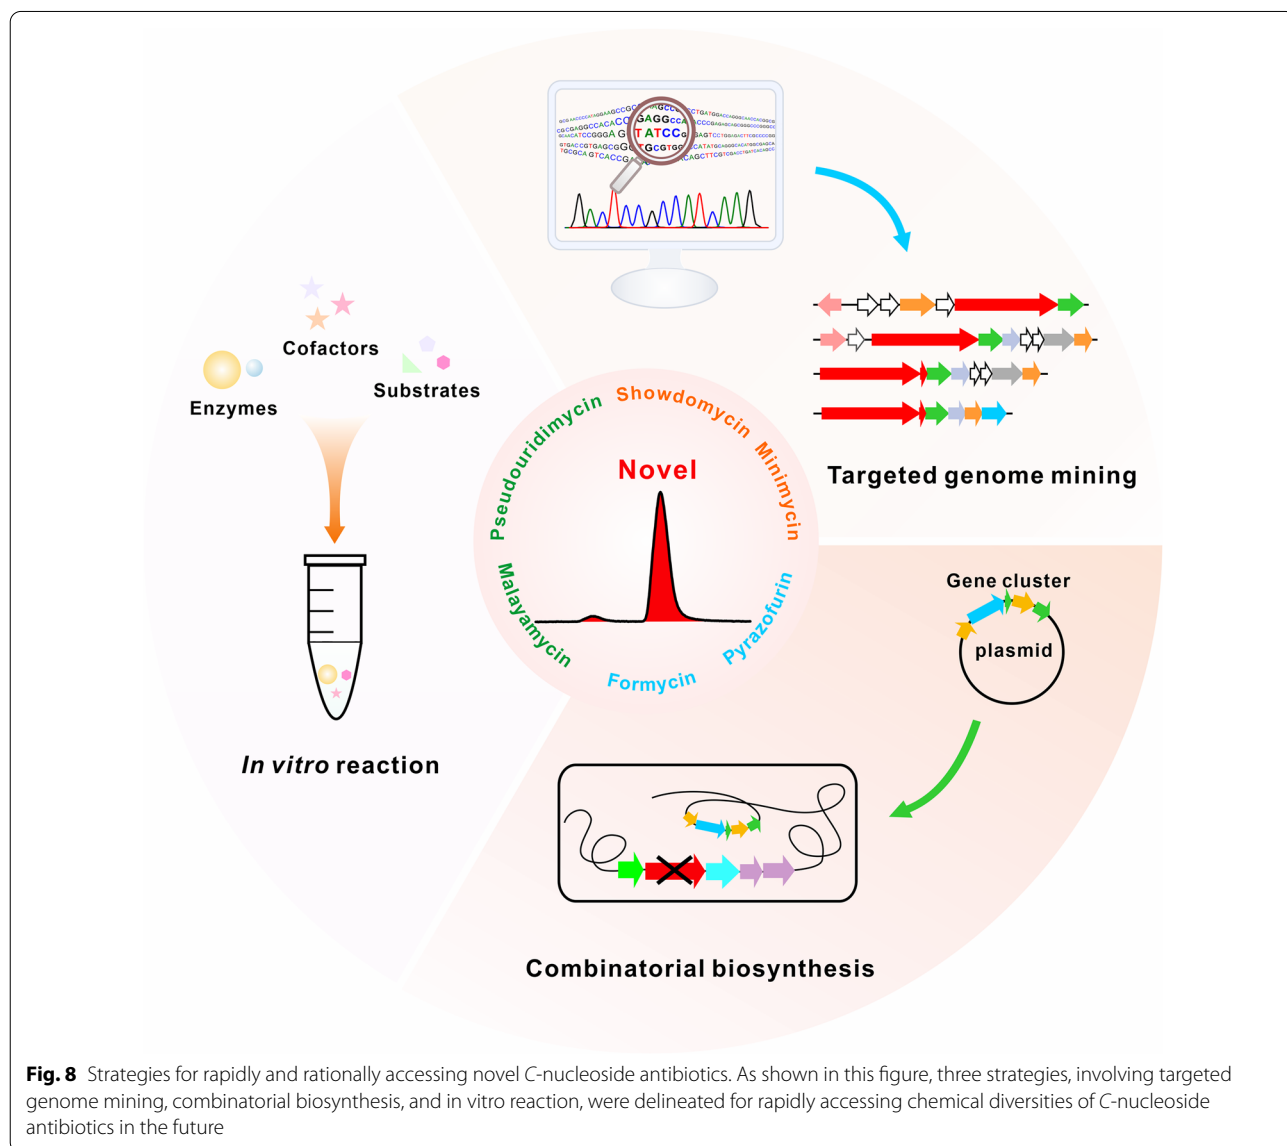 GAGGCC
TATCC
TGCGTG
Cofactors
Enzymes
Substrates
In vitro reaction
Targeted genome mining
Pseudouridimycin
Showdomycin
Minimycin
Novel
Malayamycin
Pyrazofurin
Formycin
Gene cluster
plasmid
Combinatorial biosynthesis
Fig. 8 Strategies for rapidly and rationally accessing novel C-nucleoside antibiotics. As shown in this figure, three strategies, involving targeted
genome mining, combinatorial biosynthesis, and in vitro reaction, were delineated for rapidly accessing chemical diversities of C-nucleoside
antibiotics in the future